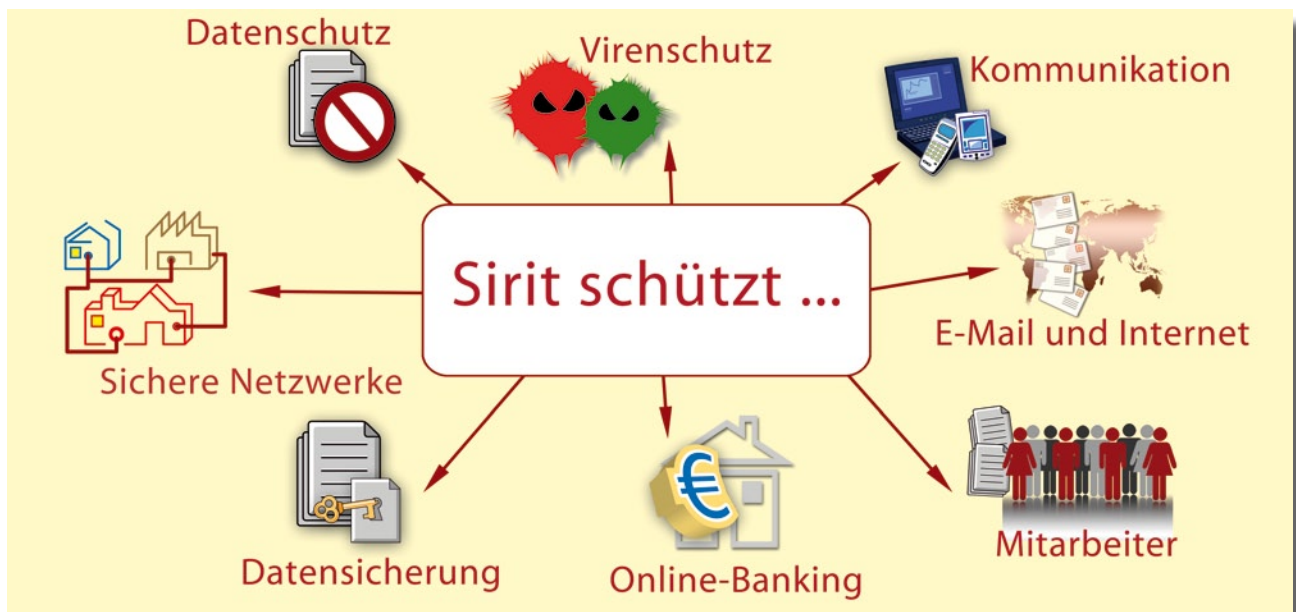 Datenschutz
Virenschutz
Kommunikation
Sirit schützt ...
E-Mail und Internet
Sichere Netzwerke
Datensicherung
Online-Banking
Mitarbeiter